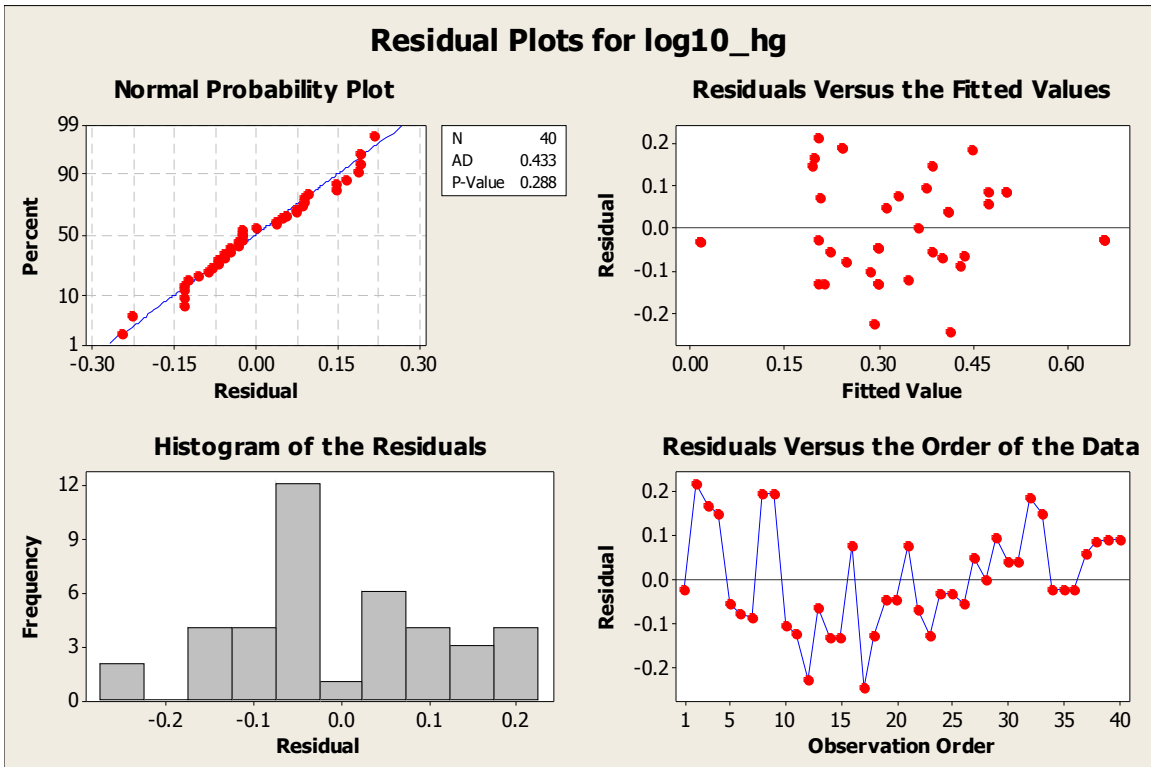 Residual Plots for log10_hg
Normal Probability Plot
99
90
50
10
1
Percent
-0.30
-0.15
0.00
0.15
0.30
Residual
N 40
AD 0.433
P-Value 0.288
Residuals Versus the Fitted Values
0.2
0.1
0.0
-0.1
-0.2
Residual
0.00
0.15
0.30
0.45
0.60
Fitted Value
Histogram of the Residuals
12
9
6
3
0
Frequency
-0.2
-0.1
0.0
0.1
0.2
Residual
Residuals Versus the Order of the Data
0.2
0.1
0.0
-0.1
-0.2
Residual
1
5
10
15
20
25
30
35
40
Observation Order